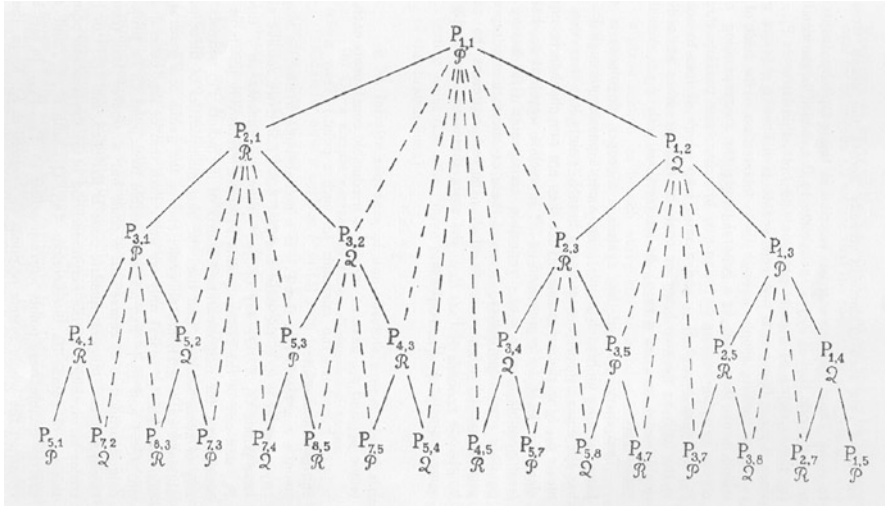 P₁,₁
𝒫
P₂,₁
ℛ
P₁,₂
𝒬
P₃,₁
𝒫
P₃,₂
𝒬
P₂,₃
ℛ
P₁,₃
𝒫
P₄,₁ P₅,₂ P₅,₃ P₄,₃ P₃,₄ P₃,₅ P₂,₅ P₁,₄
ℛ 𝒬 𝒫 ℛ 𝒬 𝒫 ℛ 𝒬
P₅,₁ P₇,₂ P₈,₃ P₇,₃ P₇,₄ P₈,₅ P₇,₅ P₅,₄ P₄,₅ P₅,₇ P₅,₈ P₄,₇ P₃,₇ P₃,₈ P₂,₇ P₁,₅
𝒫 𝒬 ℛ 𝒫 𝒬 ℛ 𝒫 𝒬 ℛ 𝒫 𝒬 ℛ 𝒫 𝒬 ℛ 𝒫